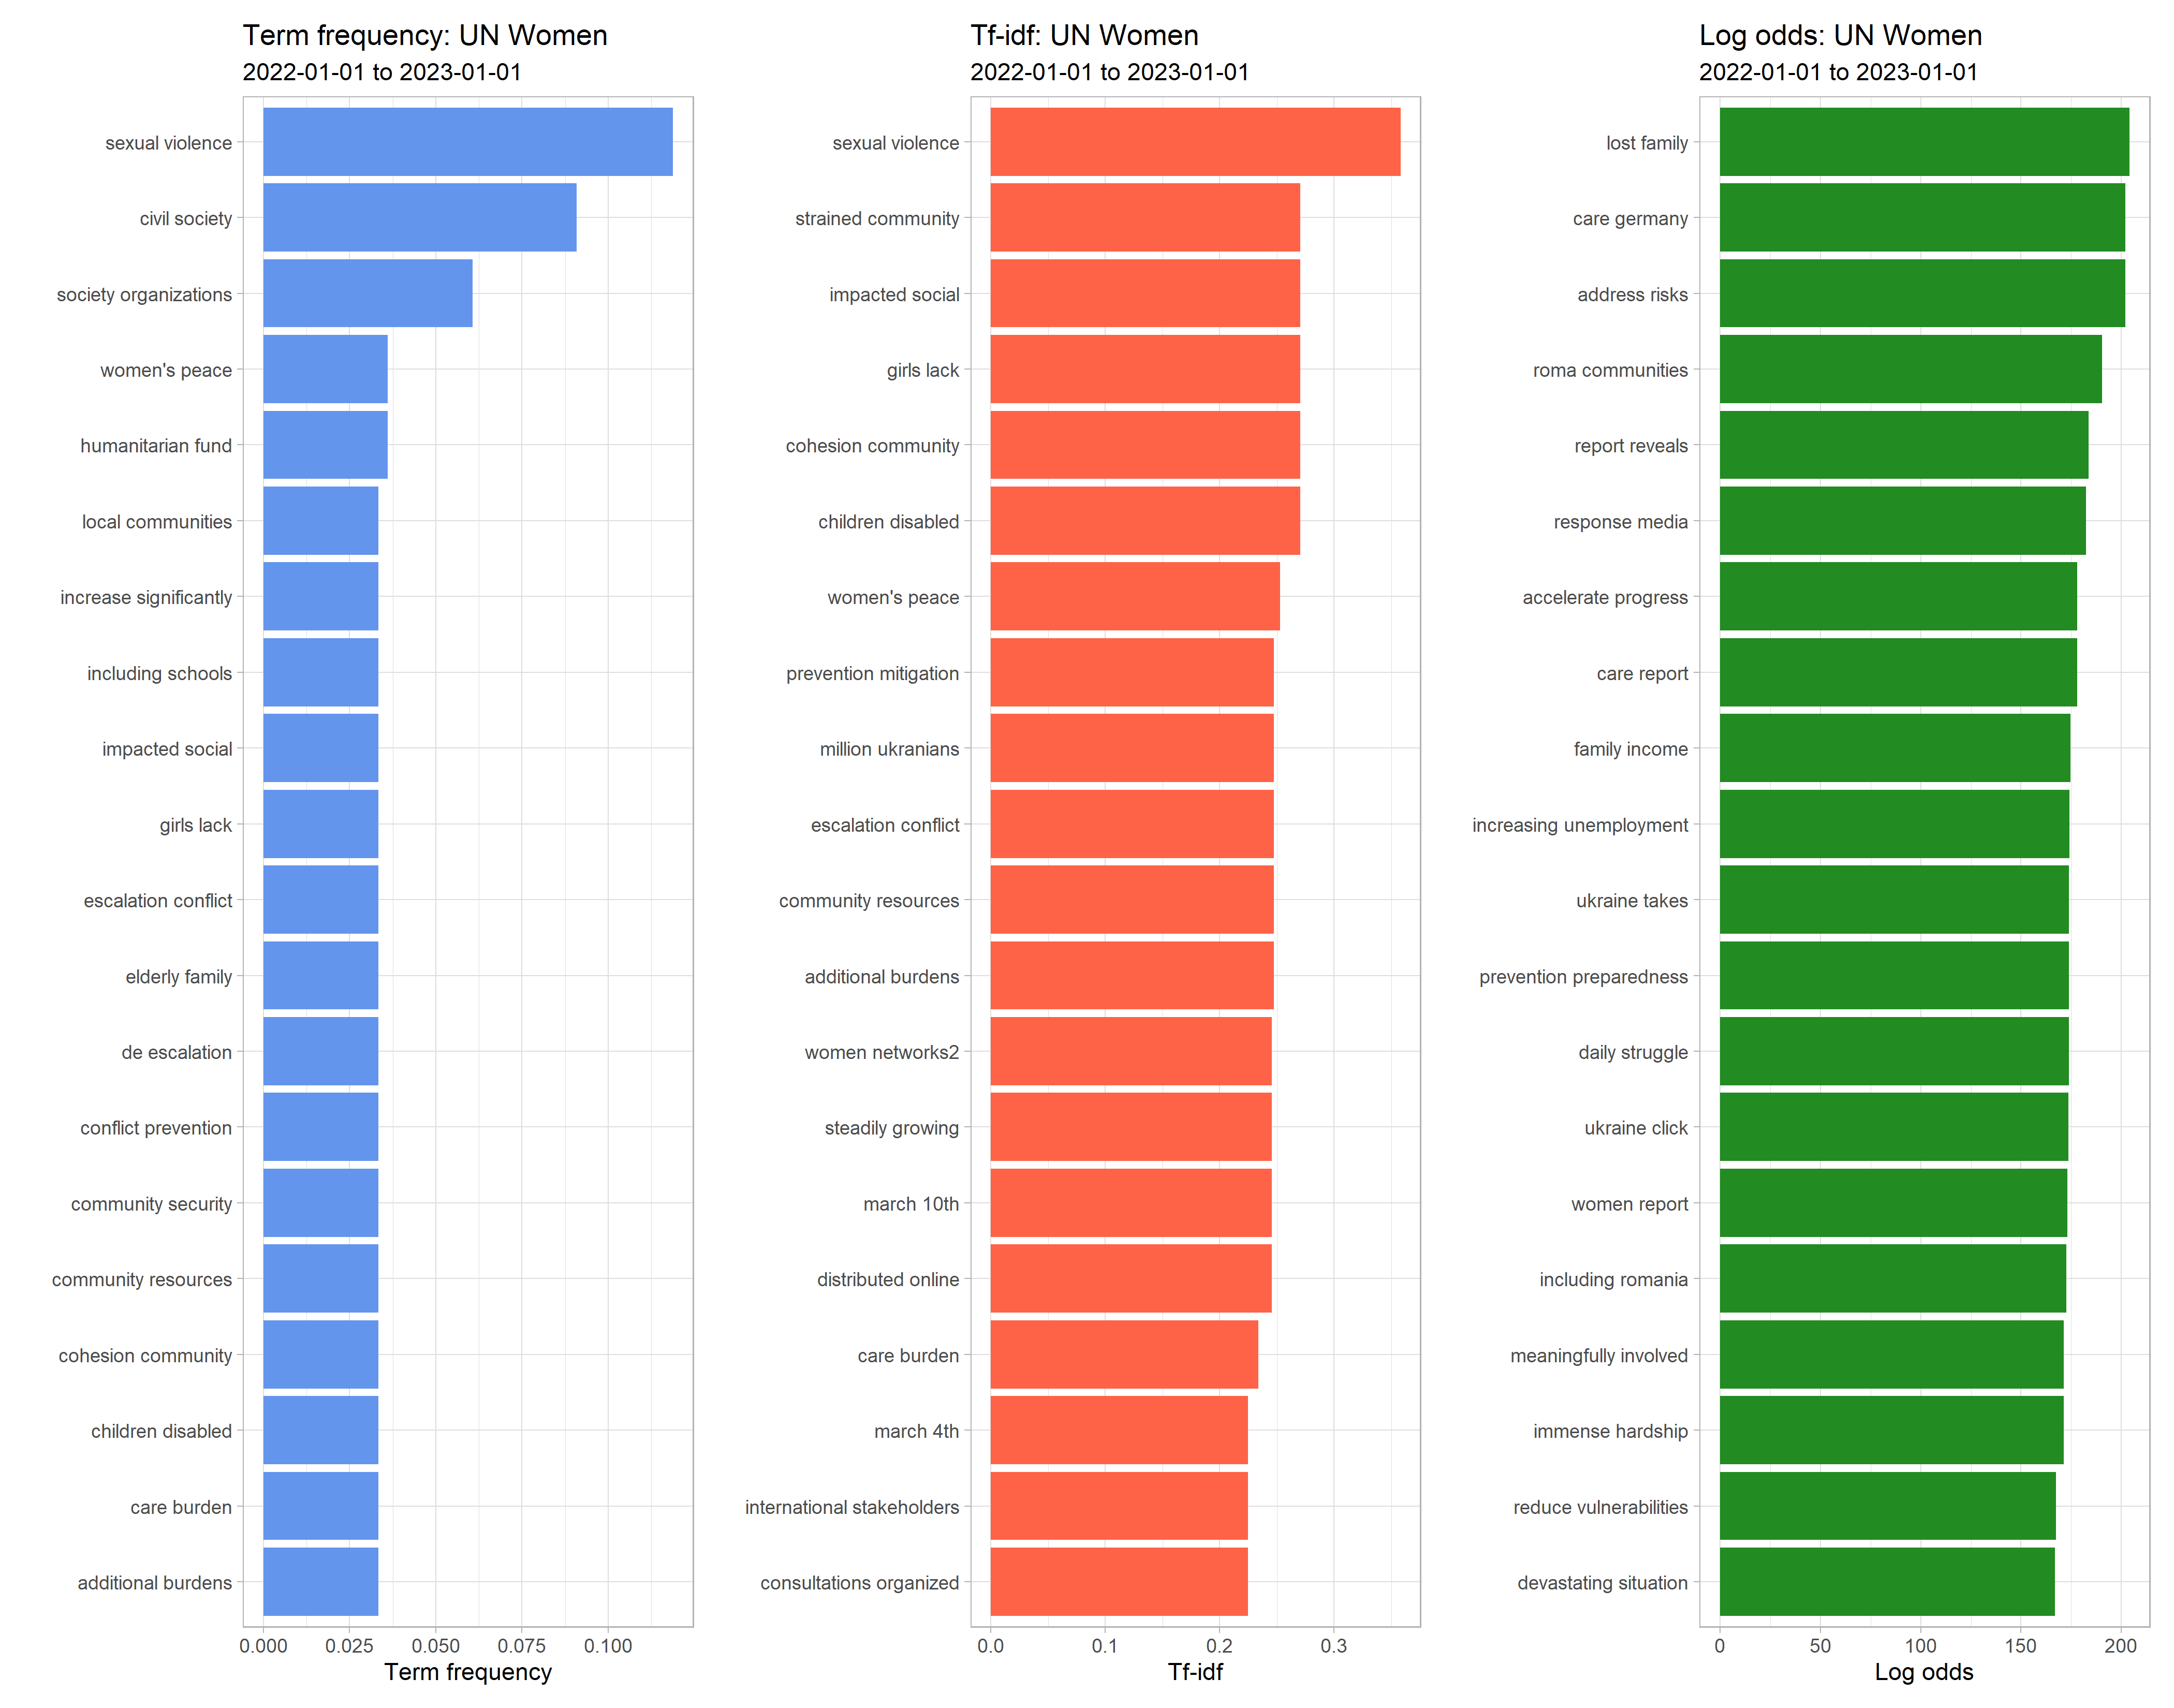 Term frequency: UN Women
2022-01-01 to 2023-01-01
sexual violence
civil society
society organizations
women's peace
humanitarian fund
local communities
increase significantly
including schools
impacted social
girls lack
escalation conflict
elderly family
de escalation
conflict prevention
community security
community resources
cohesion community
children disabled
care burden
additional burdens
0.000 0.025 0.050 0.075 0.100
Term frequency
Tf-idf: UN Women
2022-01-01 to 2023-01-01
sexual violence
strained community
impacted social
girls lack
cohesion community
children disabled
women's peace
prevention mitigation
million ukranians
escalation conflict
community resources
additional burdens
women networks2
steadily growing
march 10th
distributed online
care burden
march 4th
international stakeholders
consultations organized
0.0 0.1 0.2 0.3
Tf-idf
Log odds: UN Women
2022-01-01 to 2023-01-01
lost family
care germany
address risks
roma communities
report reveals
response media
accelerate progress
care report
family income
increasing unemployment
ukraine takes
prevention preparedness
daily struggle
ukraine click
women report
including romania
meaningfully involved
immense hardship
reduce vulnerabilities
devastating situation
0 50 100 150 200
Log odds